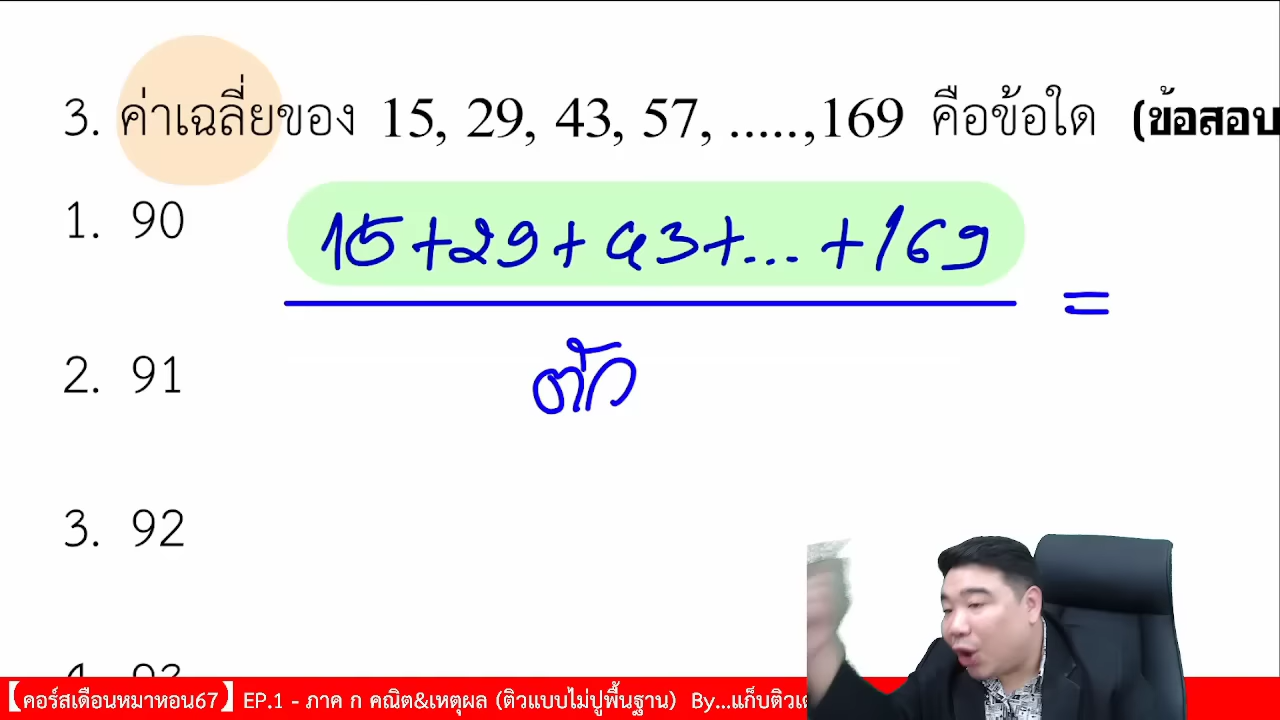 3. ค่าเฉลี่ยของ 15, 29, 43, 57, .....,169 คือข้อใด (ข้อสอบ
1. 90
15+29+43+... +169
=
ตัว
2. 91
3. 92
4. 93
【คอร์สเดือนหมาหอน67】EP.1 - ภาค ก คณิต&เหตุผล (ติวแบบไม่ปูพื้นฐาน) By...แก็บติวเ